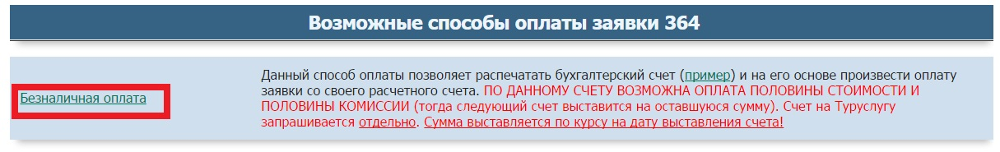 Возможные способы оплаты заявки 364
Данный способ оплаты позволяет распечатать бухгалтерский счет (пример) и на его основе произвести оплату
заявки со своего расчетного счета. ПО ДАННОМУ СЧЕТУ ВОЗМОЖНА ОПЛАТА ПОЛОВИНЫ СТОИМОСТИ И
Безналичная оплата
ПОЛОВИНЫ КОМИССИИ (тогда следующий счет выставится на оставшуюся сумму). Счет на Туруслугу
запрашивается отдельно. Сумма выставляется по курсу на дату выставления счета!